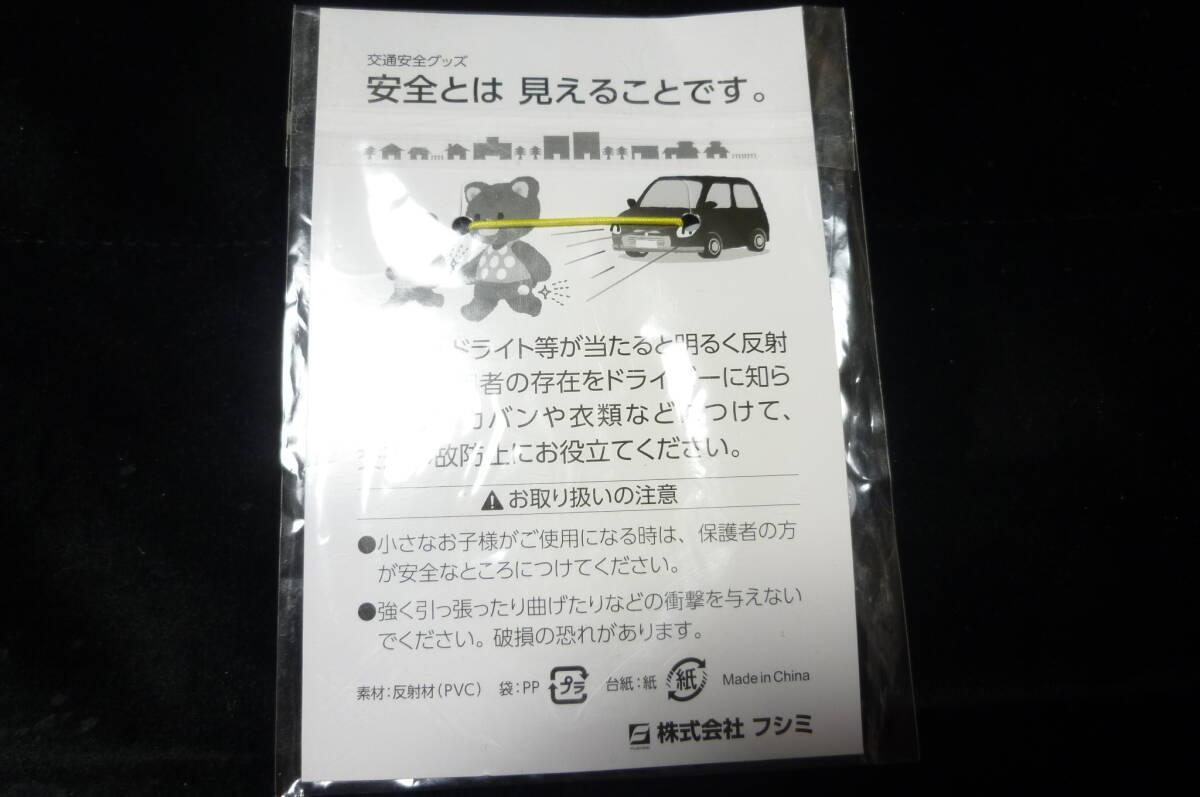 交通安全グッズ
安全とは 見えることです。
ドライト等が当たると明るく反射
者の存在をドライバーに知ら
カバンや衣類などにつけて、
故防止にお役立てください。
お取り扱いの注意
●小さなお子様がご使用になる時は、保護者の方
が安全なところにつけてください。
●強く引っ張ったり曲げたりなどの衝撃を与えない
でください。破損の恐れがあります。
素材：反射材（PVC） 袋：PP プラ 台紙：紙 紙 Made in China
株式会社 フシミ